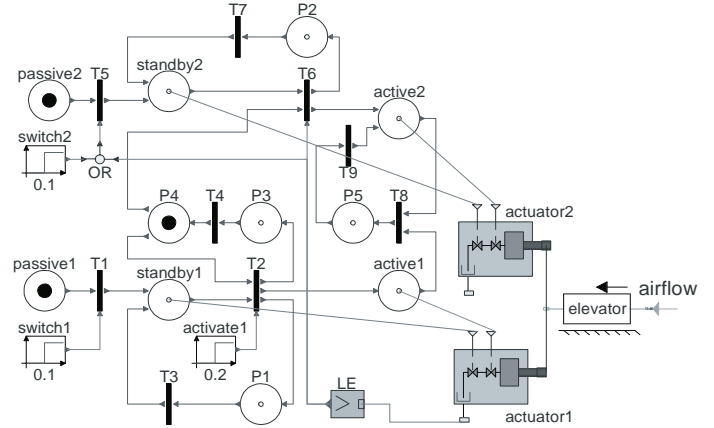 T7
P2
passive2
T5
standby2
T6
active2
switch2
0.1
OR
T9
P4
T4
P3
P5
T8
actuator2
passive1
T1
standby1
T2
active1
airflow
elevator
switch1
0.1
activate1
0.2
T3
P1
LE
actuator1